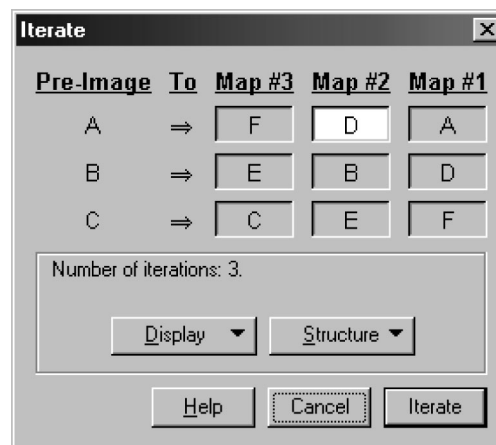 Iterate
Pre-Image To Map #3 Map #2 Map #1
A ⇒ F D A
B ⇒ E B D
C ⇒ C E F
Number of iterations: 3.
Display Structure
Help Cancel Iterate